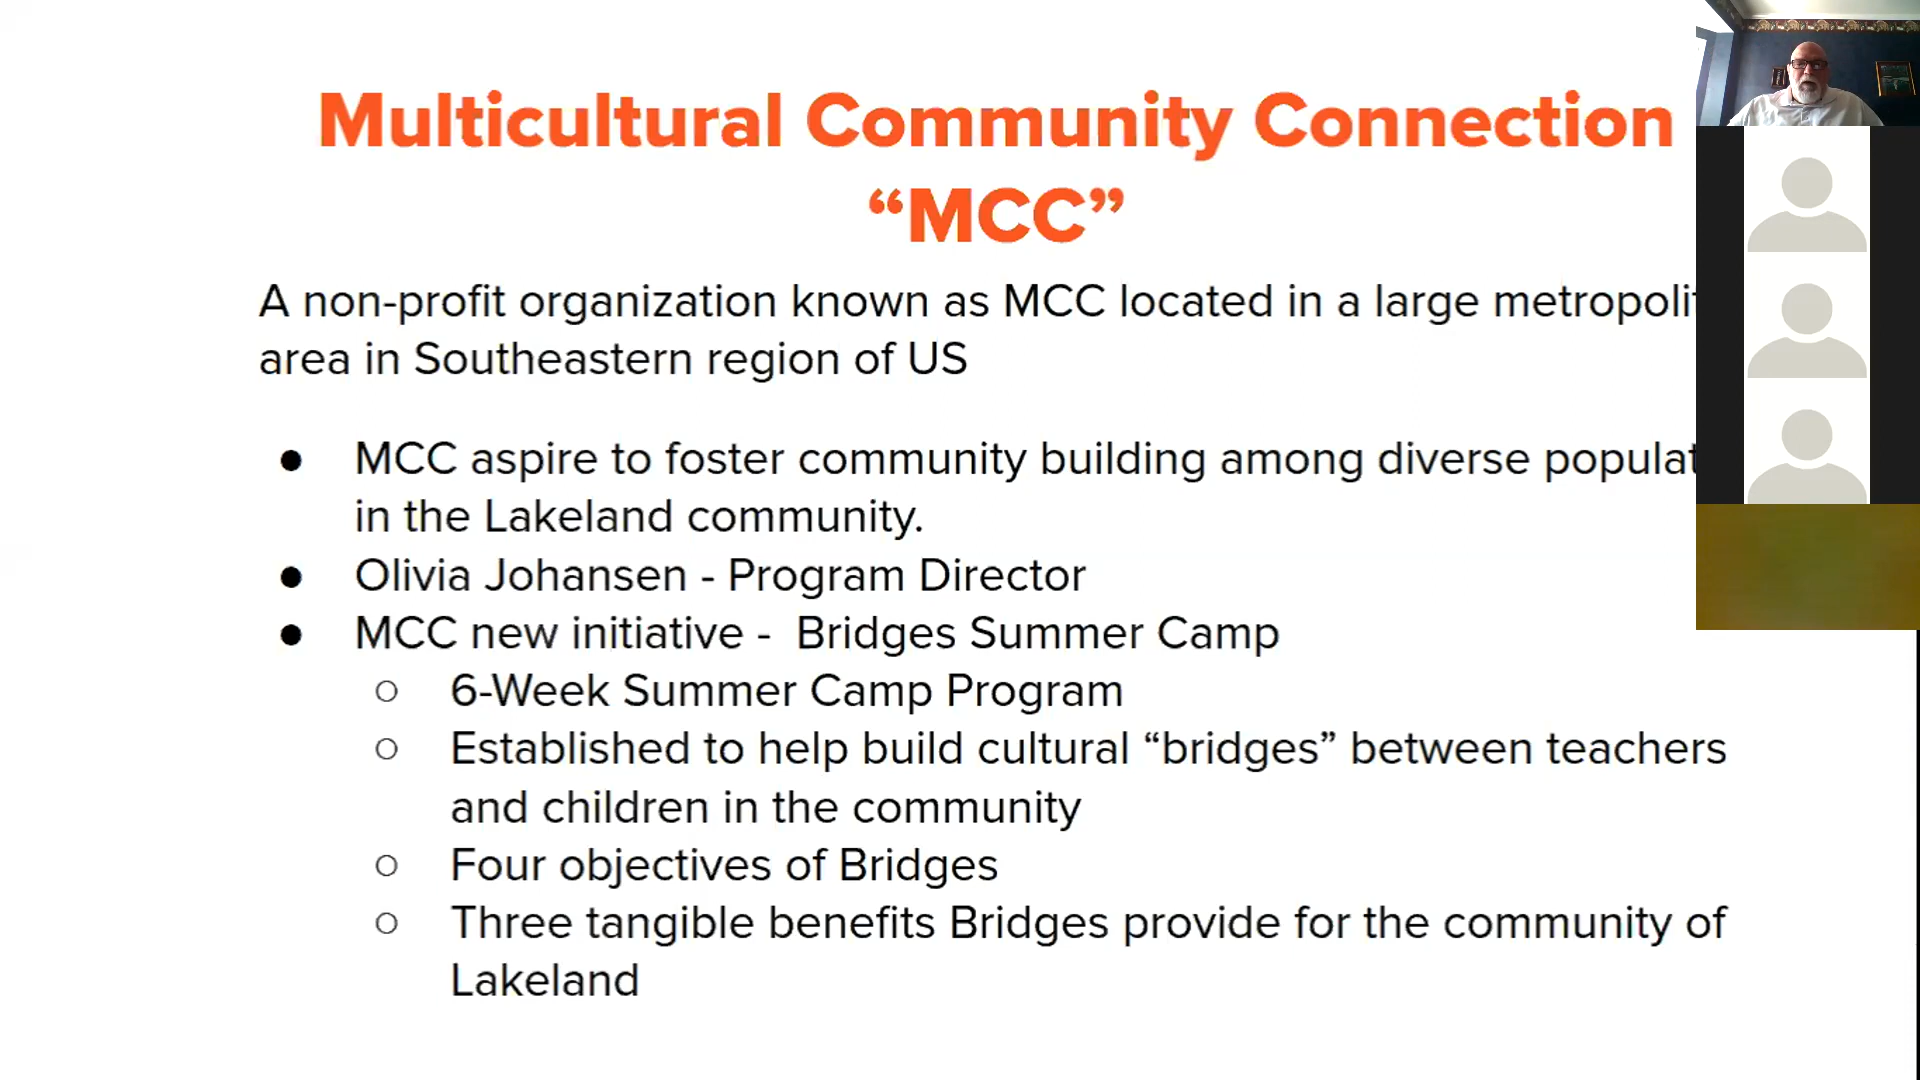 Multicultural Community Connection
“MCC”
A non-profit organization known as MCC located in a large metropolit
area in Southeastern region of US
● MCC aspire to foster community building among diverse populat
in the Lakeland community.
● Olivia Johansen - Program Director
● MCC new initiative - Bridges Summer Camp
○ 6-Week Summer Camp Program
○ Established to help build cultural “bridges” between teachers
and children in the community
○ Four objectives of Bridges
○ Three tangible benefits Bridges provide for the community of
Lakeland